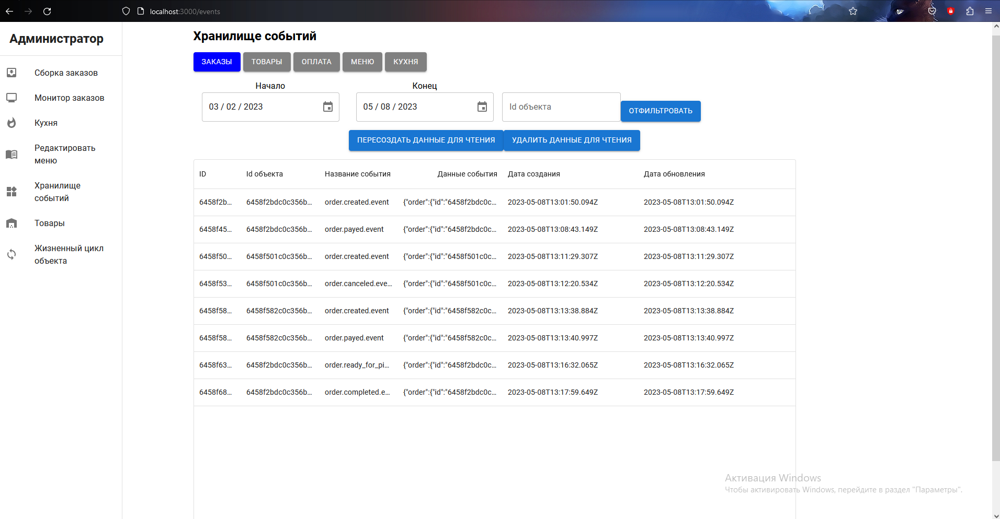 localhost:3000/events
Администратор
Сборка заказов
Монитор заказов
Кухня
Редактировать
меню
Хранилище
событий
Товары
Жизненный цикл
объекта
Хранилище событий
ЗАКАЗЫ ТОВАРЫ ОПЛАТА МЕНЮ КУХНЯ
Начало Конец
03 / 02 / 2023 05 / 08 / 2023 Id объекта ОТФИЛЬТРОВАТЬ
ПЕРЕСОЗДАТЬ ДАННЫЕ ДЛЯ ЧТЕНИЯ УДАЛИТЬ ДАННЫЕ ДЛЯ ЧТЕНИЯ
ID Id объекта Название события Данные события Дата создания Дата обновления
6458f2b... 6458f2bdc0c356b... order.created.event {"order":{"id":"6458f2bdc0c... 2023-05-08T13:01:50.094Z 2023-05-08T13:01:50.094Z
6458f45... 6458f2bdc0c356b... order.payed.event {"order":{"id":"6458f2bdc0c... 2023-05-08T13:08:43.149Z 2023-05-08T13:08:43.149Z
6458f50... 6458f501c0c356b... order.created.event {"order":{"id":"6458f501c0c... 2023-05-08T13:11:29.307Z 2023-05-08T13:11:29.307Z
6458f53... 6458f501c0c356b... order.canceled.eve... {"order":{"id":"6458f501c0c... 2023-05-08T13:12:20.534Z 2023-05-08T13:12:20.534Z
6458f58... 6458f582c0c356b... order.created.event {"order":{"id":"6458f582c0c... 2023-05-08T13:13:38.884Z 2023-05-08T13:13:38.884Z
6458f58... 6458f582c0c356b... order.payed.event {"order":{"id":"6458f582c0c... 2023-05-08T13:13:40.997Z 2023-05-08T13:13:40.997Z
6458f63... 6458f2bdc0c356b... order.ready_for_pi... {"order":{"id":"6458f2bdc0c... 2023-05-08T13:16:32.065Z 2023-05-08T13:16:32.065Z
6458f68... 6458f2bdc0c356b... order.completed.e... {"order":{"id":"6458f2bdc0c... 2023-05-08T13:17:59.649Z 2023-05-08T13:17:59.649Z
Активация Windows
Чтобы активировать Windows, перейдите в раздел "Параметры".